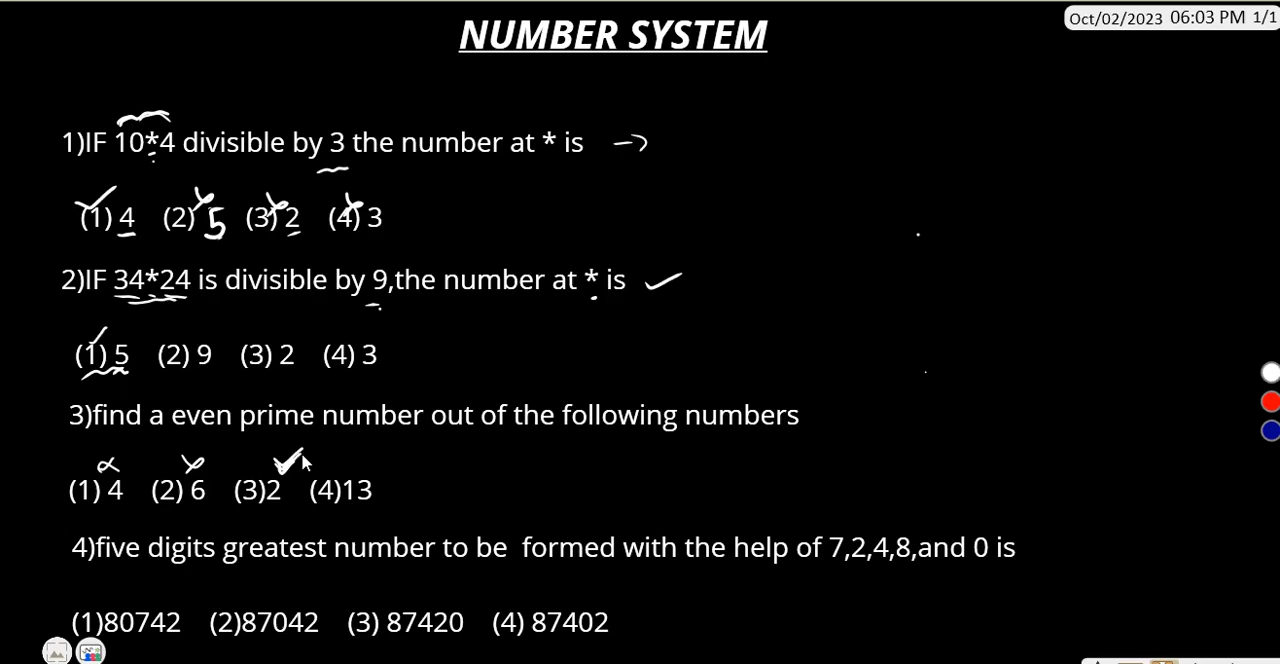 NUMBER SYSTEM
Oct/02/2023 06:03 PM 1/1
1)IF 10*4 divisible by 3 the number at * is
(1) 4 (2) 5 (3) 2 (4) 3
2)IF 34*24 is divisible by 9,the number at * is
(1) 5 (2) 9 (3) 2 (4) 3
3)find a even prime number out of the following numbers
(1) 4 (2) 6 (3)2 (4)13
4)five digits greatest number to be formed with the help of 7,2,4,8,and 0 is
(1)80742 (2)87042 (3) 87420 (4) 87402